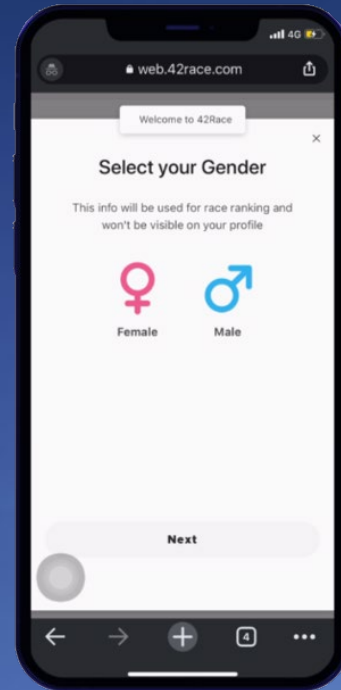 4G
web.42race.com
Welcome to 42Race
×
Select your Gender
This info will be used for race ranking and
won't be visible on your profile
Female Male
Next
4